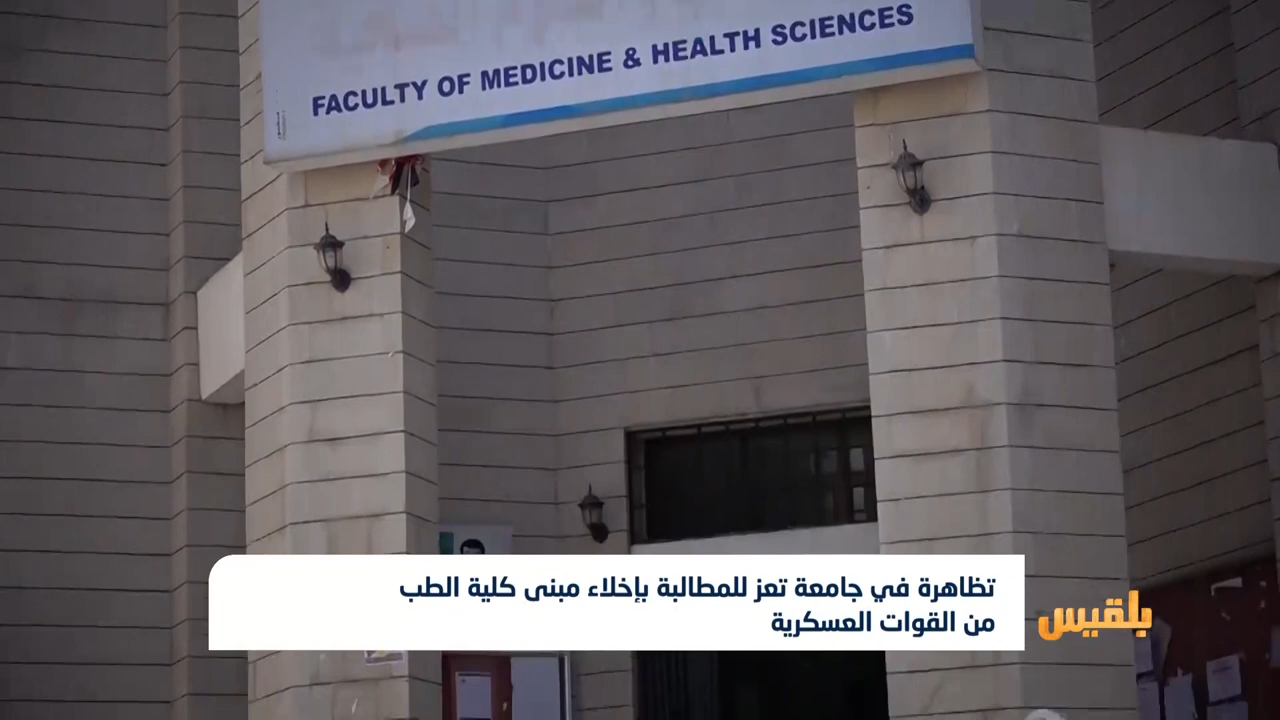 FACULTY OF MEDICINE & HEALTH SCIENCES
تظاهرة في جامعة تعز للمطالبة بإخلاء مبنى كلية الطب
من القوات العسكرية
بلقيس